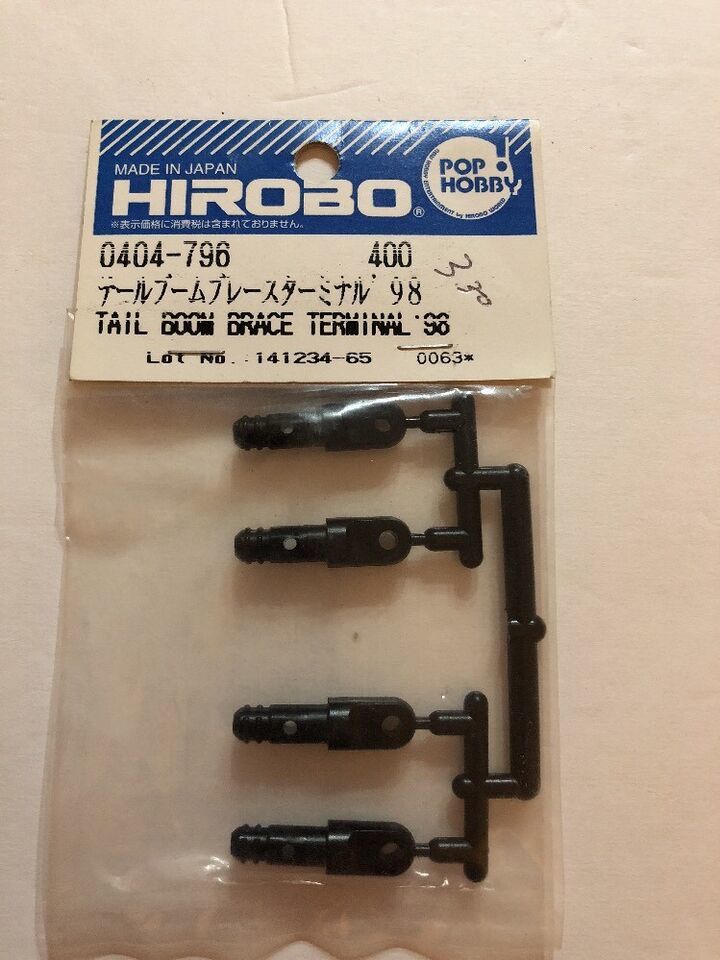 MADE IN JAPAN
HIROBO®
※表示価格に消費税は含まれておりません。
POP!
HOBBY
0404-796 400
テールブームブレースターミナル'98
TAIL BOOM BRACE TERMINAL'98
Lot No. 141234-65 0063*